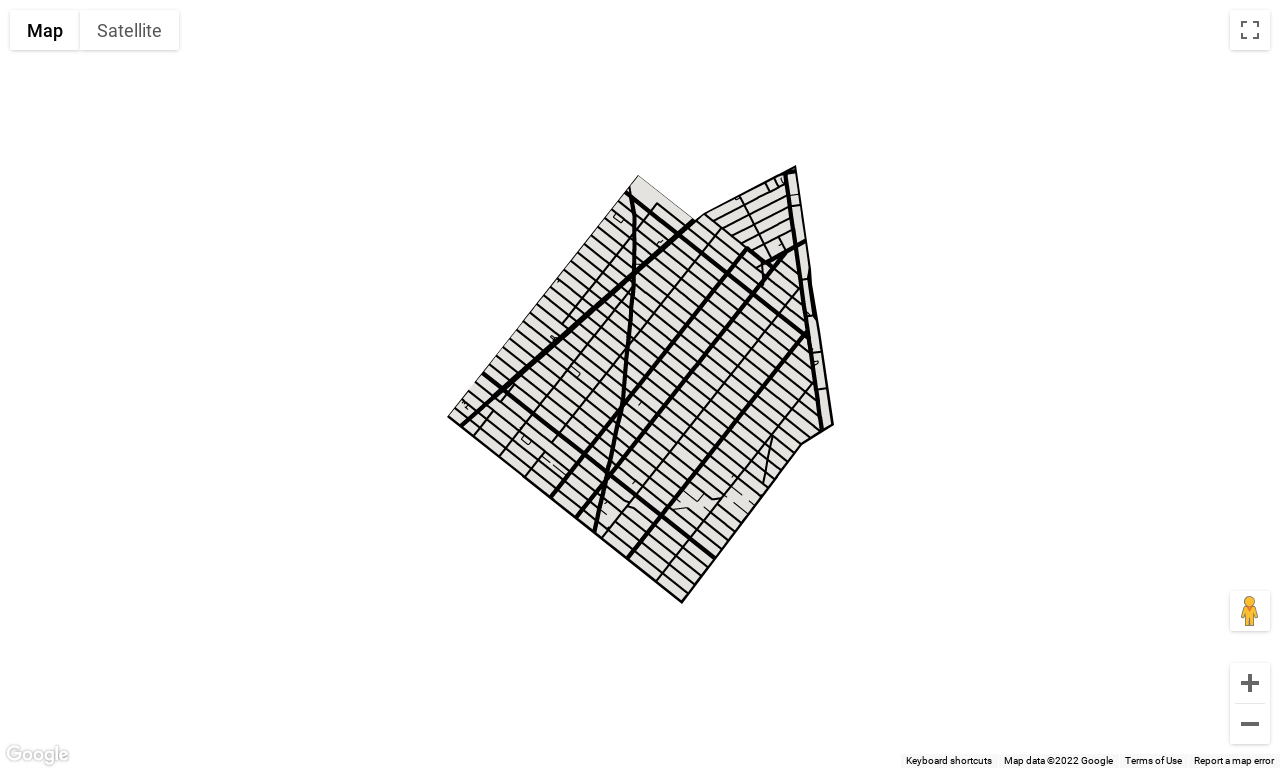 Map
Satellite
Google
Keyboard shortcuts
Map data ©2022 Google
Terms of Use
Report a map error